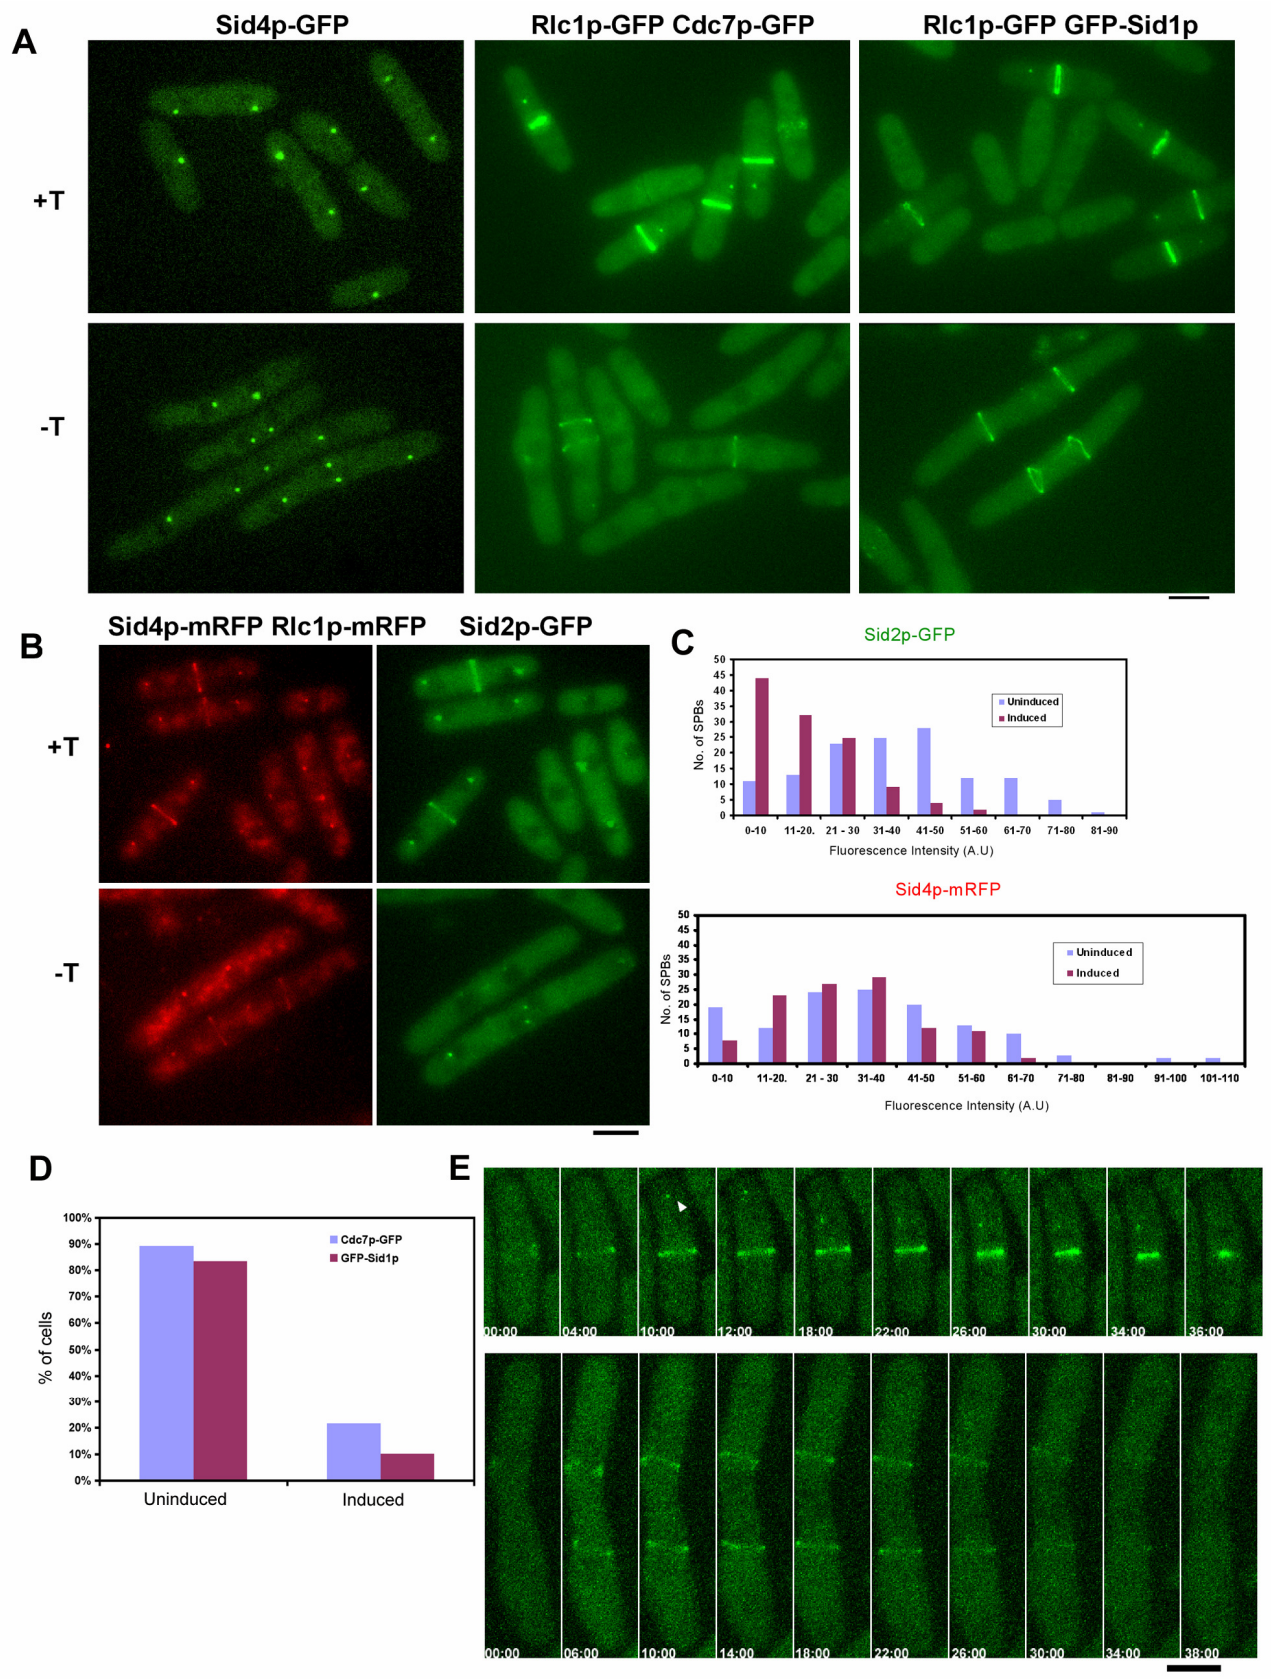 A
Sid4p-GFP
Rlc1p-GFP Cdc7p-GFP
Rlc1p-GFP GFP-Sid1p
+T
-T
B
Sid4p-mRFP Rlc1p-mRFP
Sid2p-GFP
+T
-T
C
Sid2p-GFP
No. of SPBs
50
45
40
35
30
25
20
15
10
5
0
Uninduced
Induced
0-10 11-20. 21 - 30 31-40 41-50 51-60 61-70 71-80 81-90
Fluorescence Intensity (A.U)
Sid4p-mRFP
No. of SPBs
50
45
40
35
30
25
20
15
10
5
0
Uninduced
Induced
0-10 11-20. 21 - 30 31-40 41-50 51-60 61-70 71-80 81-90 91-100 101-110
Fluorescence Intensity (A.U)
D
% of cells
100%
90%
80%
70%
60%
50%
40%
30%
20%
10%
0%
Cdc7p-GFP
GFP-Sid1p
Uninduced Induced
E
00:00 04:00 10:00 12:00 18:00 22:00 26:00 30:00 34:00 36:00
00:00 06:00 10:00 14:00 18:00 22:00 26:00 30:00 34:00 38:00